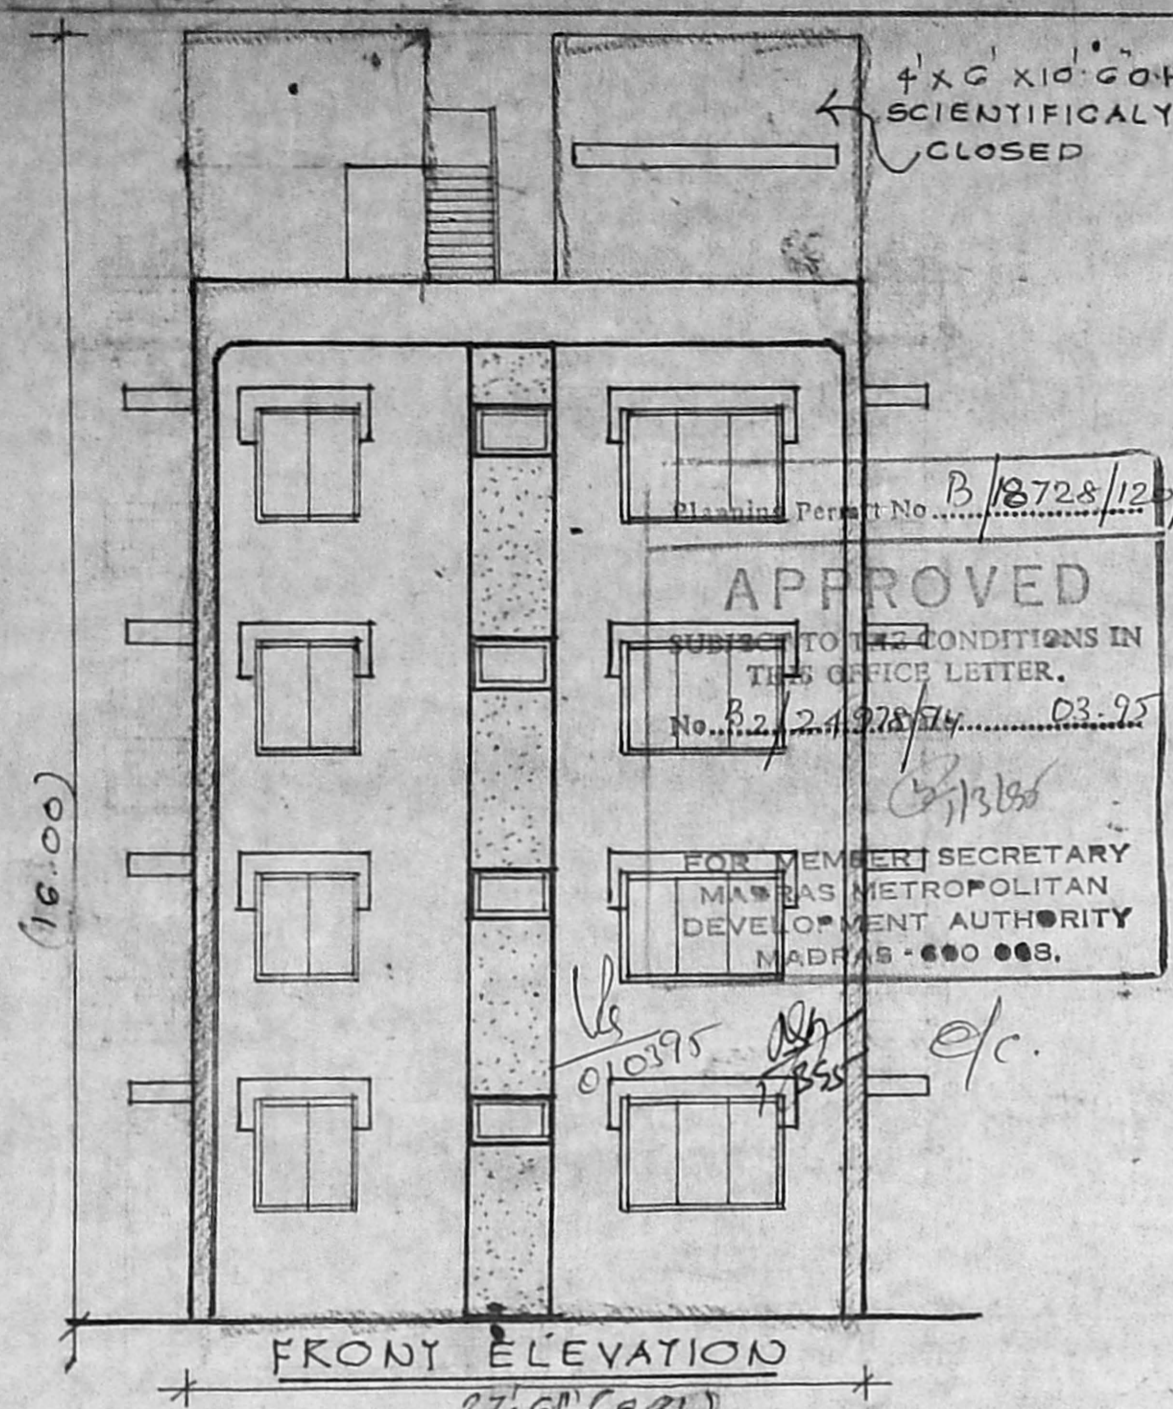 4' X 6' X 10'-6" O.H
SCIENTIFICALY
CLOSED
Planning Permit No. B/18728/12
APPROVED
SUBJECT TO THE CONDITIONS IN
THIS OFFICE LETTER.
No. B2/24978/94 03-95
FOR MEMBER SECRETARY
MADRAS METROPOLITAN
DEVELOPMENT AUTHORITY
MADRAS - 600 008.
010395
e/c.
(16.00)
FRONT ELEVATION